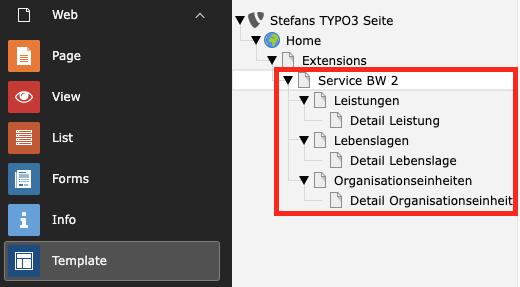 Web
Page
View
List
Forms
Info
Template
Stefans TYPO3 Seite
Home
Extensions
Service BW 2
Leistungen
Detail Leistung
Lebenslagen
Detail Lebenslage
Organisationseinheiten
Detail Organisationseinheit